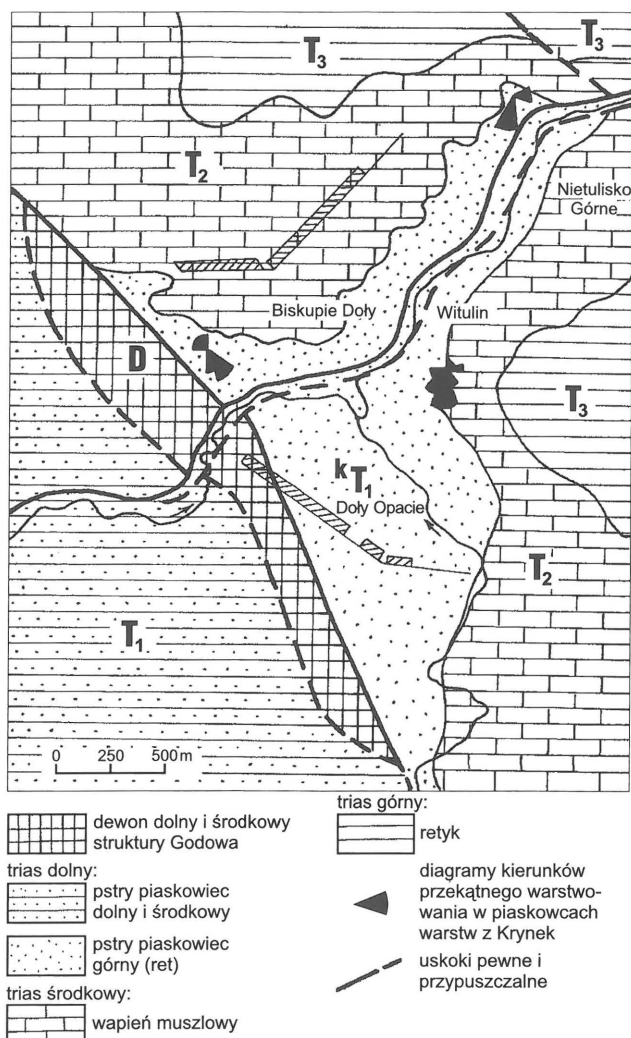 T3
T3
T2
Nietulisko
Górne
Biskupie Doły
Witulin
D
T3
kT1
Doły Opacie
T2
T1
0 250 500m
dewon dolny i środkowy
struktury Godowa
trias dolny:
pstry piaskowiec
dolny i środkowy
pstry piaskowiec
górny (ret)
trias środkowy:
wapień muszlowy
trias górny:
retyk
diagramy kierunków
przekątnego warstwo-
wania w piaskowcach
warstw z Krynek
uskoki pewne i
przypuszczalne